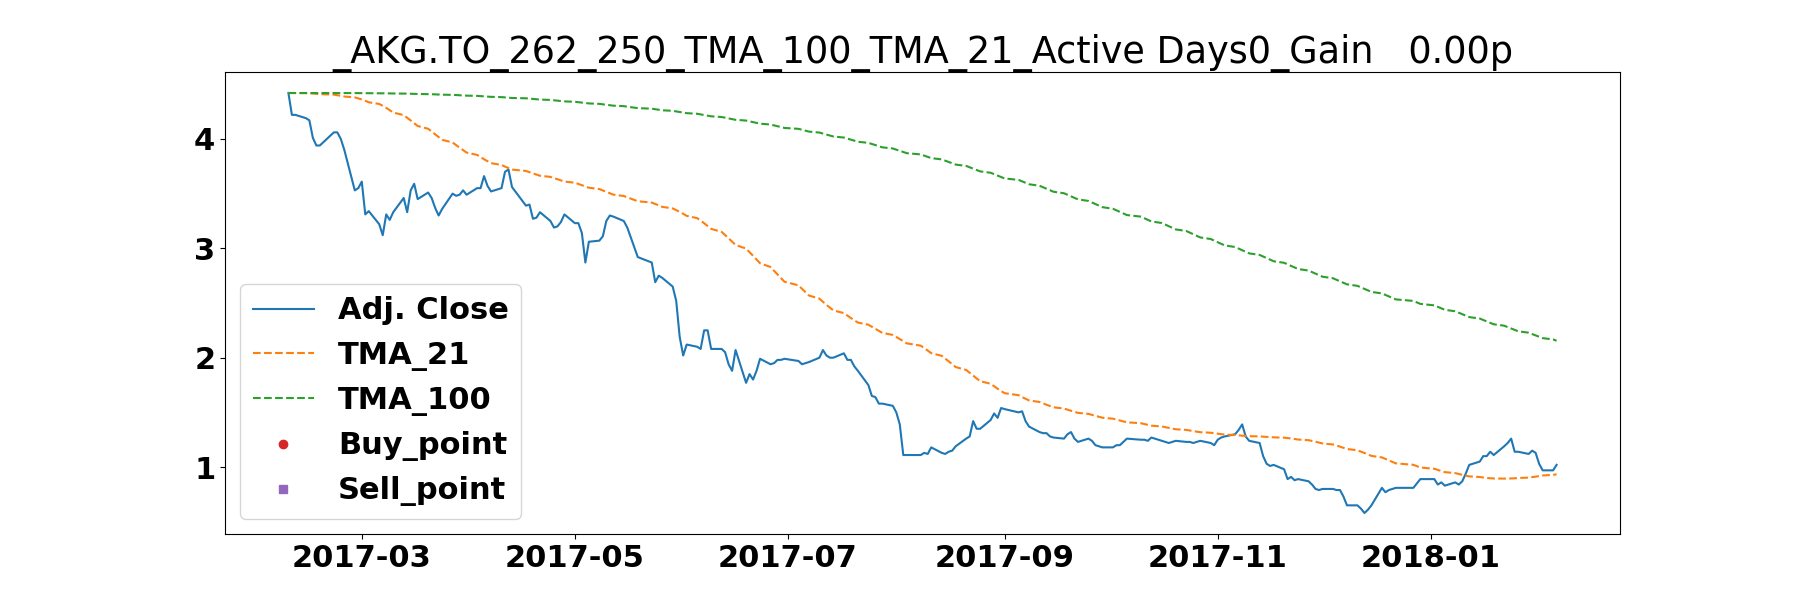 _AKG.TO_262_250_TMA_100_TMA_21_Active Days0_Gain   0.00p
4
3
2
1
Adj. Close
TMA_21
TMA_100
Buy_point
Sell_point
2017-03 2017-05 2017-07 2017-09 2017-11 2018-01